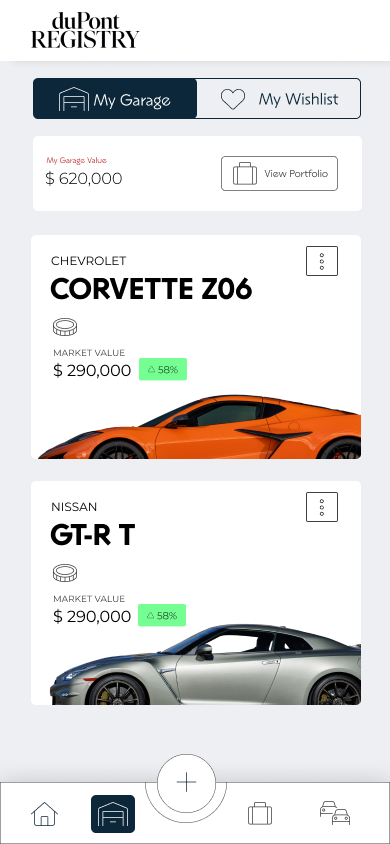 duPont
REGISTRY
My Garage
My Wishlist
My Garage Value
$ 620,000
View Portfolio
CHEVROLET
CORVETTE Z06
MARKET VALUE
$ 290,000
58%
NISSAN
GT-R T
MARKET VALUE
$ 290,000
58%